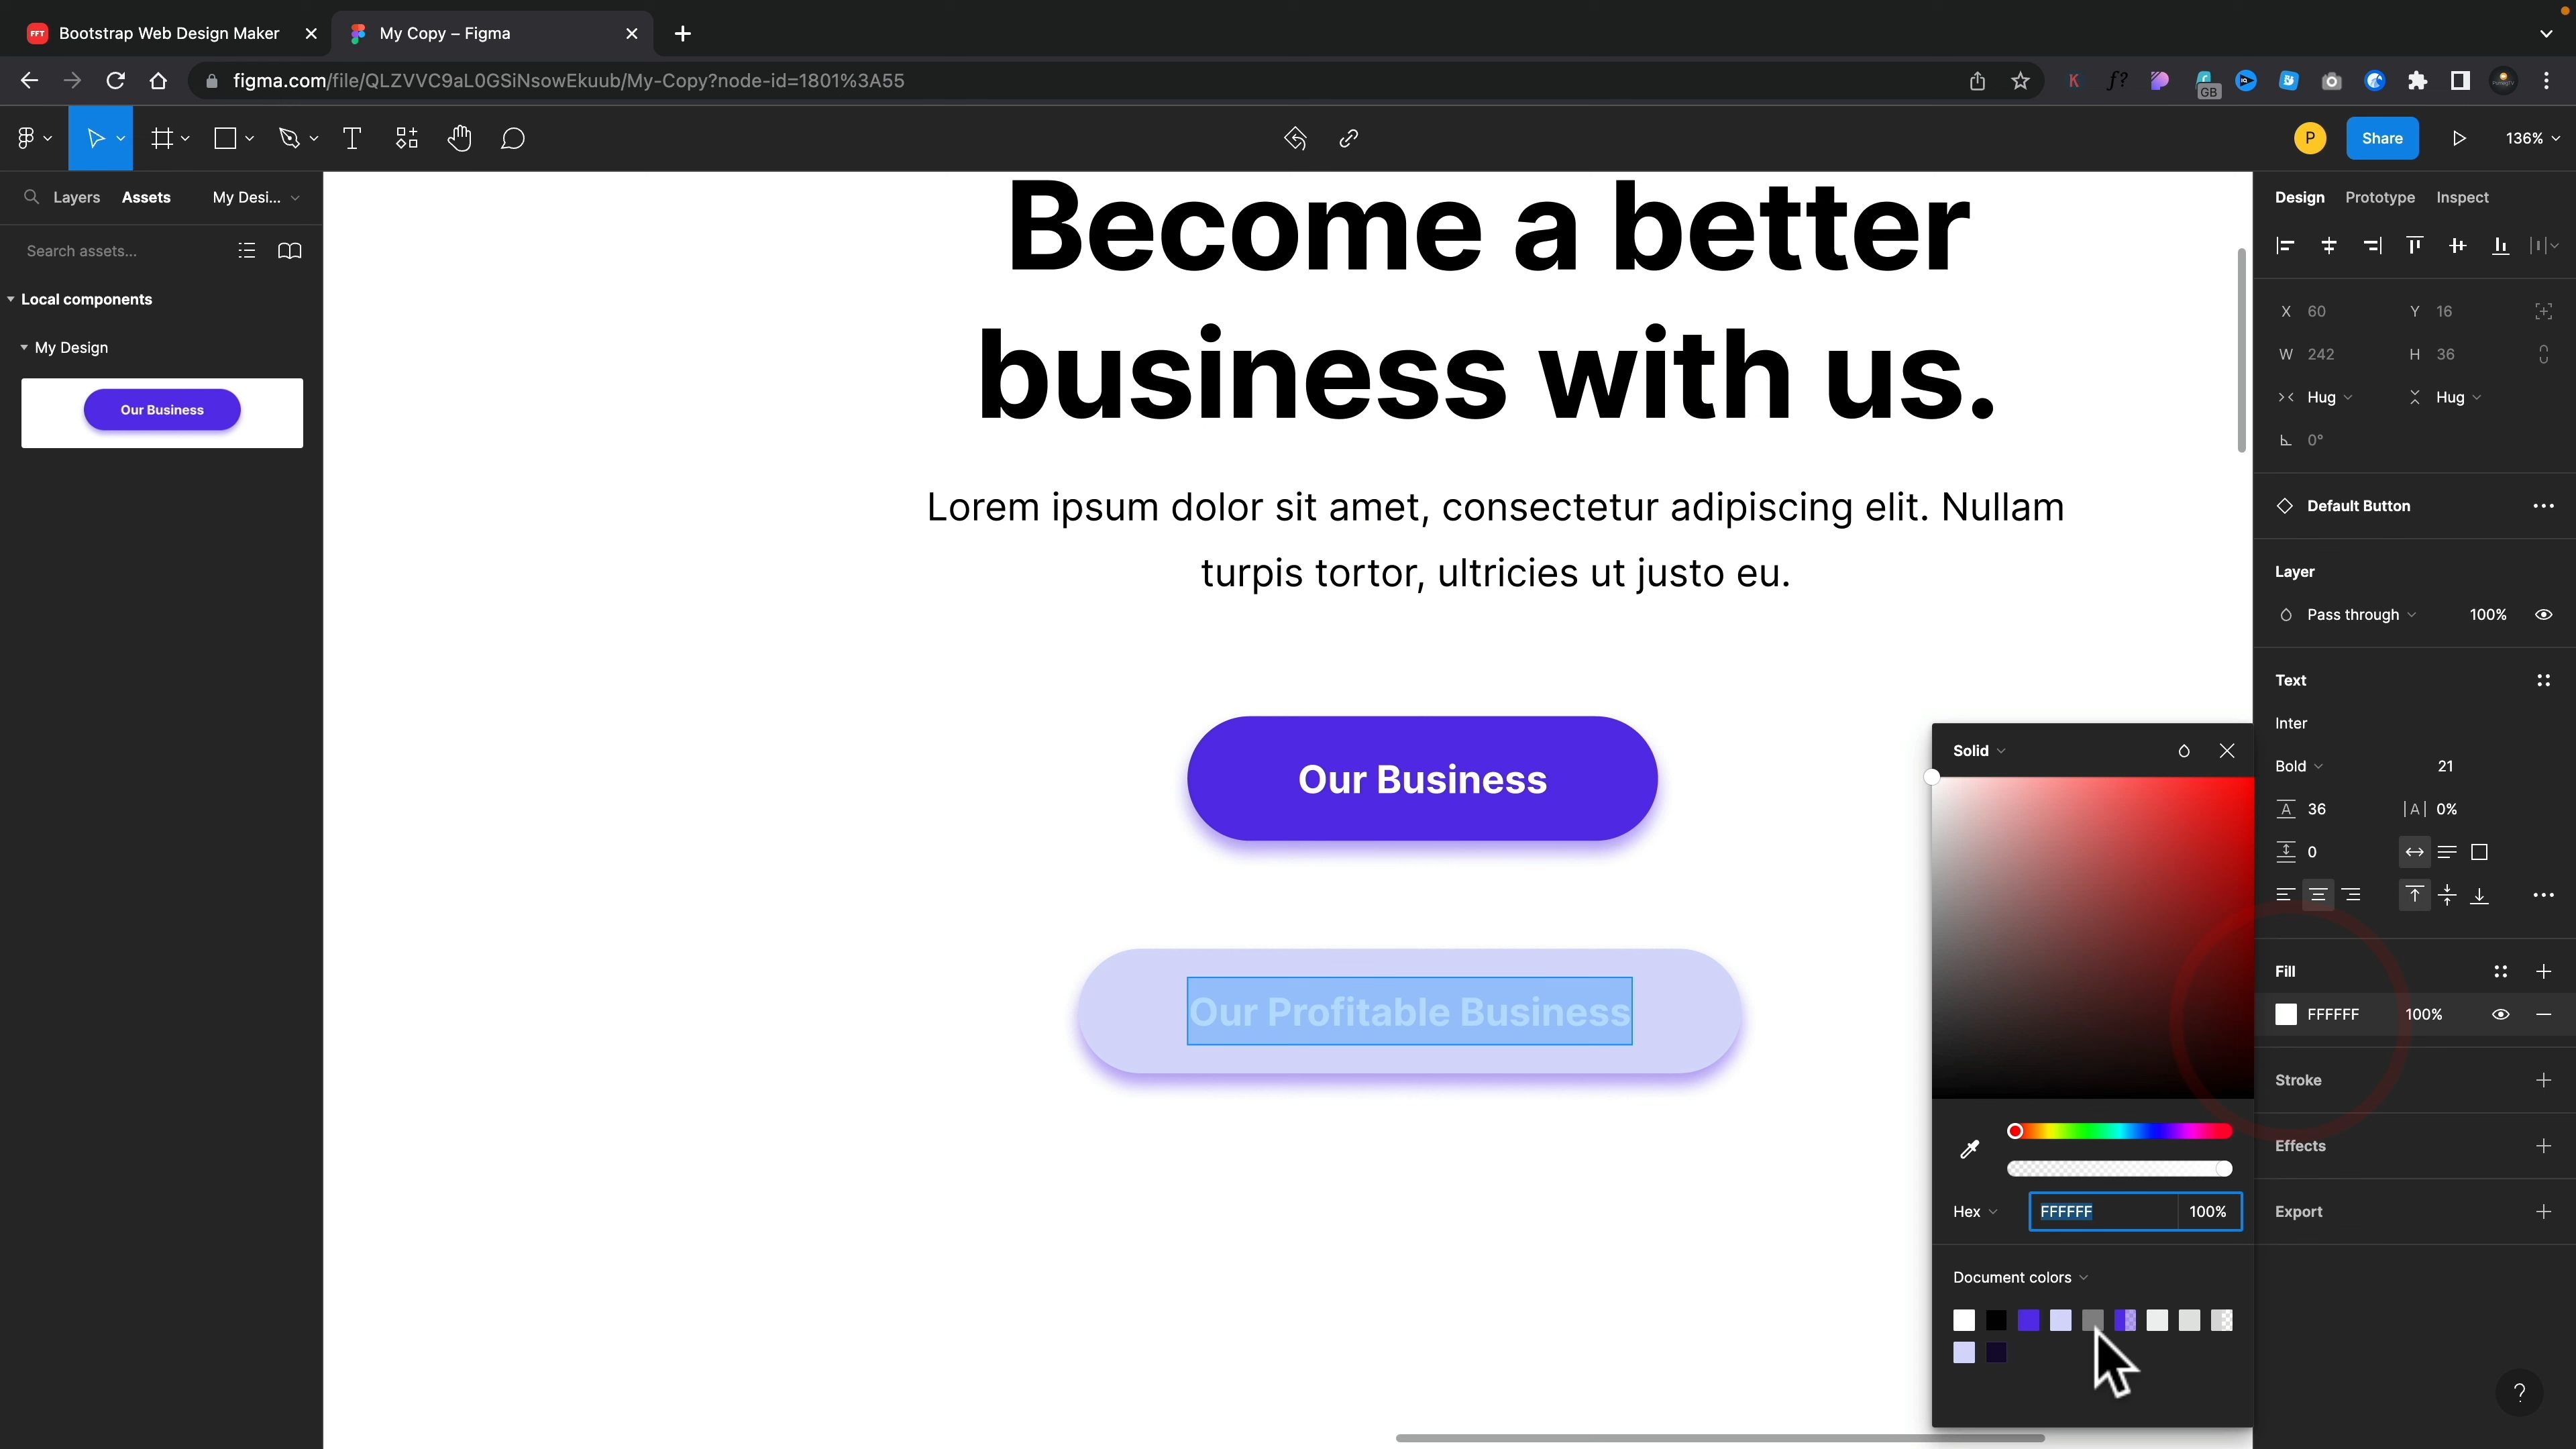 FFT Bootstrap Web Design Maker
My Copy – Figma
figma.com/file/QLZVVC9aL0GSiNsowEkuub/My-Copy?node-id=1801%3A55
K
f?
GB
P
Share
136%
Layers
Assets
My Desi...
Search assets...
Local components
My Design
Our Business
Become a better
business with us.
Lorem ipsum dolor sit amet, consectetur adipiscing elit. Nullam
turpis tortor, ultricies ut justo eu.
Our Business
Our Profitable Business
Solid
Hex
FFFFFF
100%
Document colors
Design
Prototype
Inspect
X 60
Y 16
W 242
H 36
Hug
Hug
0°
Default Button
Layer
Pass through
100%
Text
Inter
Bold
21
A 36
|A| 0%
0
Fill
FFFFFF
100%
Stroke
Effects
Export
?